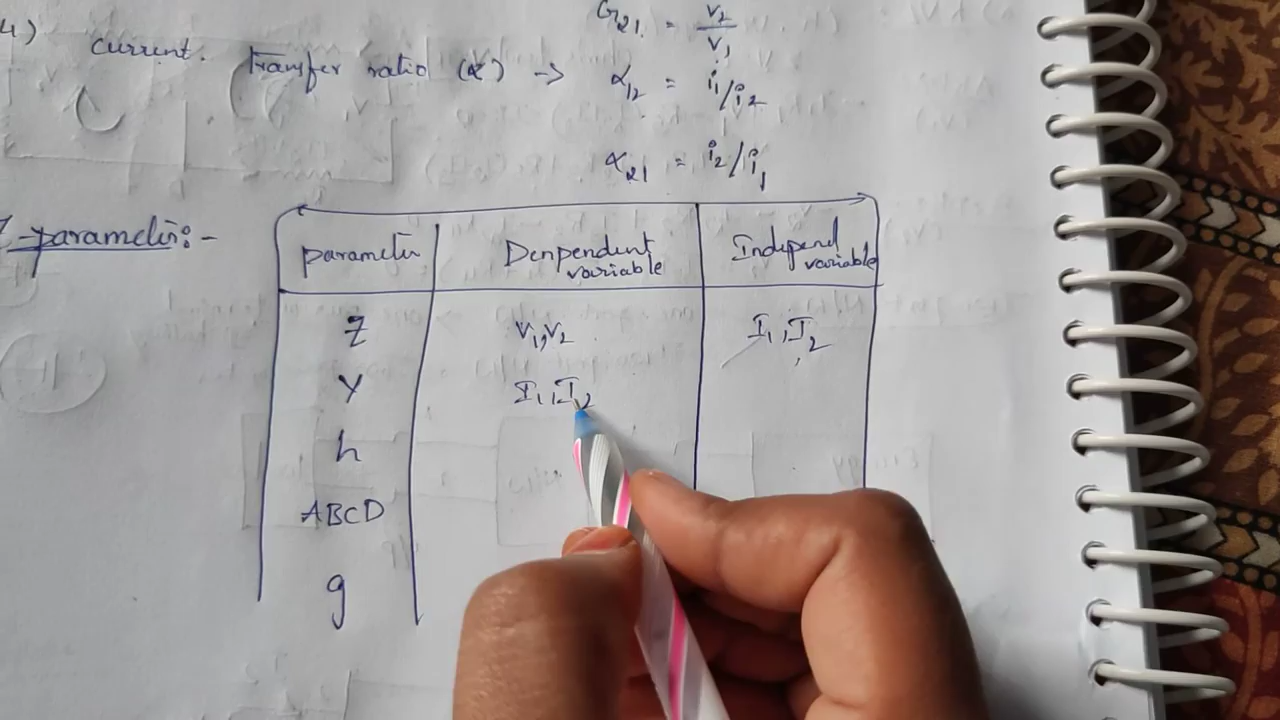 G21 = V2/V1
4) Current. Transfer ratio (α) -> α12 = i1/i2
α21 = i2/i1
Z-parameter:-
parameter Denpendent variable Independ variable
Z V1,V2 I1,I2
Y I1,I2
h
ABCD
g